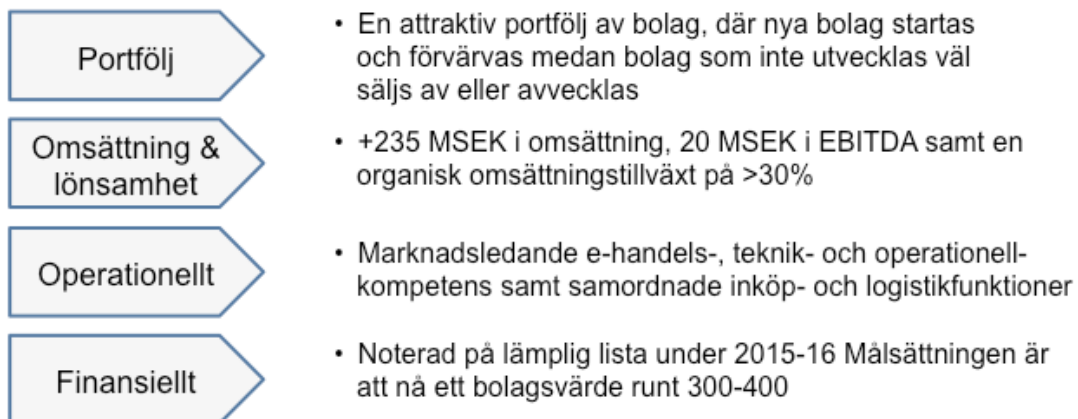 Portfölj
• En attraktiv portfölj av bolag, där nya bolag startas
och förvärvas medan bolag som inte utvecklas väl
säljs av eller avvecklas
Omsättning &
lönsamhet
• +235 MSEK i omsättning, 20 MSEK i EBITDA samt en
organisk omsättningstillväxt på >30%
Operationellt
• Marknadsledande e-handels-, teknik- och operationell-
kompetens samt samordnade inköp- och logistikfunktioner
Finansiellt
• Noterad på lämplig lista under 2015-16 Målsättningen är
att nå ett bolagsvärde runt 300-400